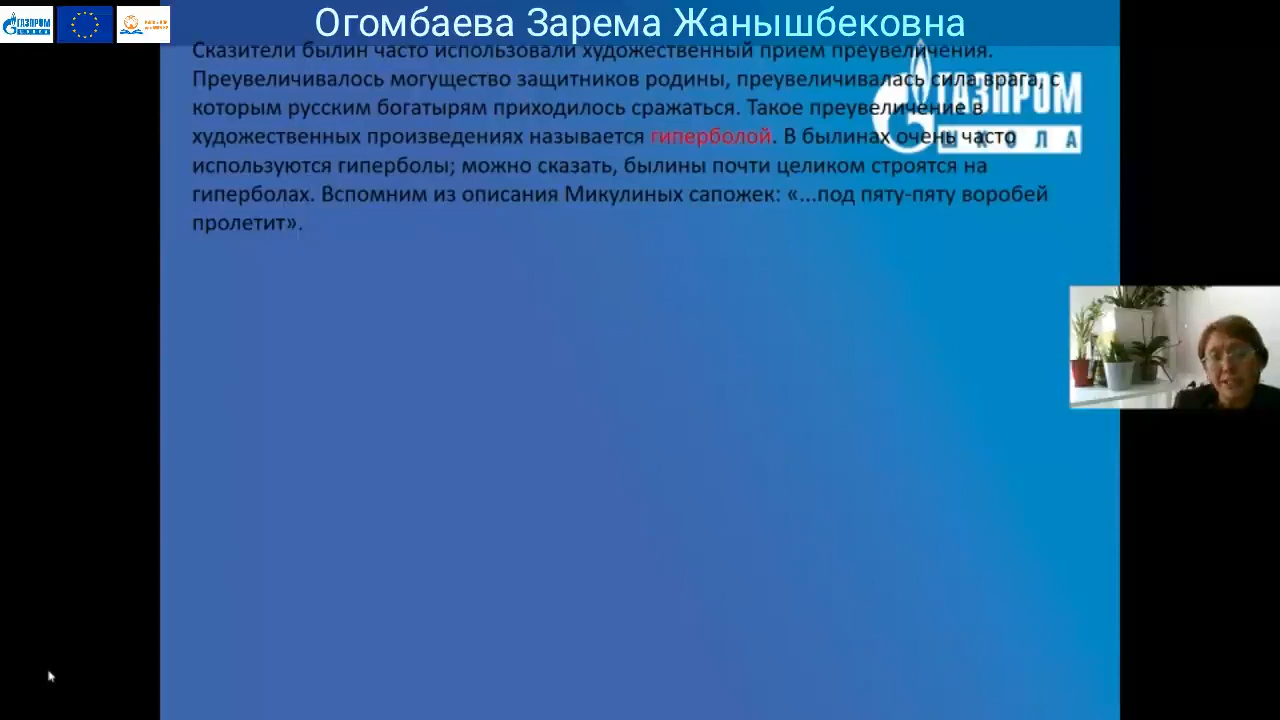 ГАЗПРОМ
ШКОЛА
Огомбаева Зарема Жанышбековна
Сказители былин часто использовали художественный прием преувеличения.
Преувеличивалось могущество защитников родины, преувеличивалась сила врага, с
которым русским богатырям приходилось сражаться. Такое преувеличение в
художественных произведениях называется гиперболой. В былинах очень часто
используются гиперболы; можно сказать, былины почти целиком строятся на
гиперболах. Вспомним из описания Микулиных сапожек: «...под пяту-пяту воробей
пролетит».
ГАЗПРОМ
ШКОЛА